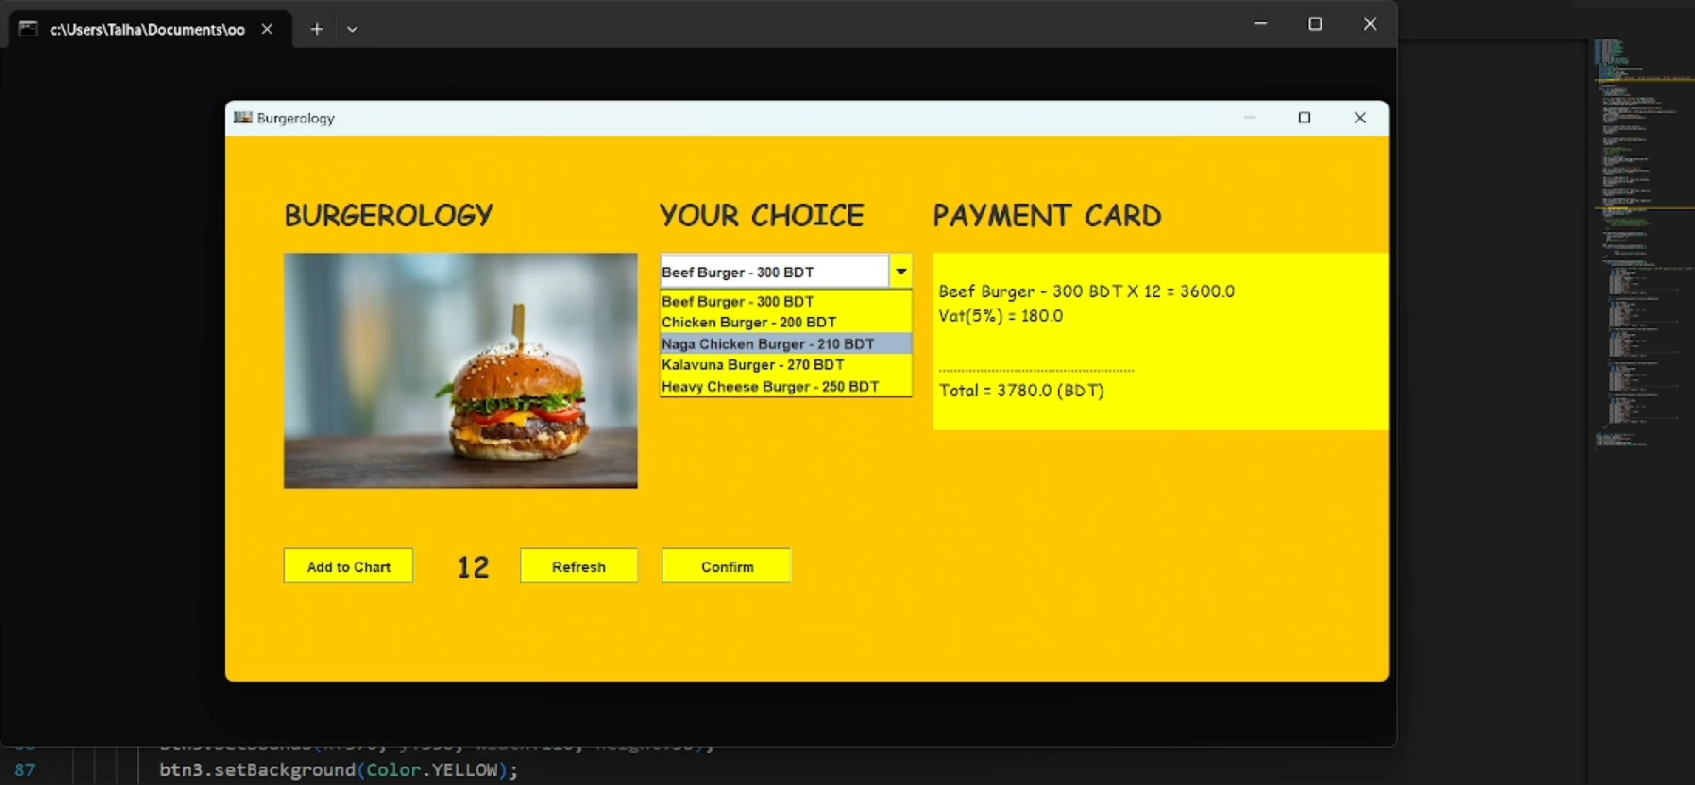 c:\Users\Talha\Documents\oo
Burgerology
BURGEROLOGY
YOUR CHOICE
PAYMENT CARD
Beef Burger - 300 BDT
Beef Burger - 300 BDT
Chicken Burger - 200 BDT
Naga Chicken Burger - 210 BDT
Kalavuna Burger - 270 BDT
Heavy Cheese Burger - 250 BDT
Beef Burger - 300 BDT X 12 = 3600.0
Vat(5%) = 180.0
Total = 3780.0 (BDT)
Add to Chart
12
Refresh
Confirm
87 btn3.setBackground(Color.YELLOW);